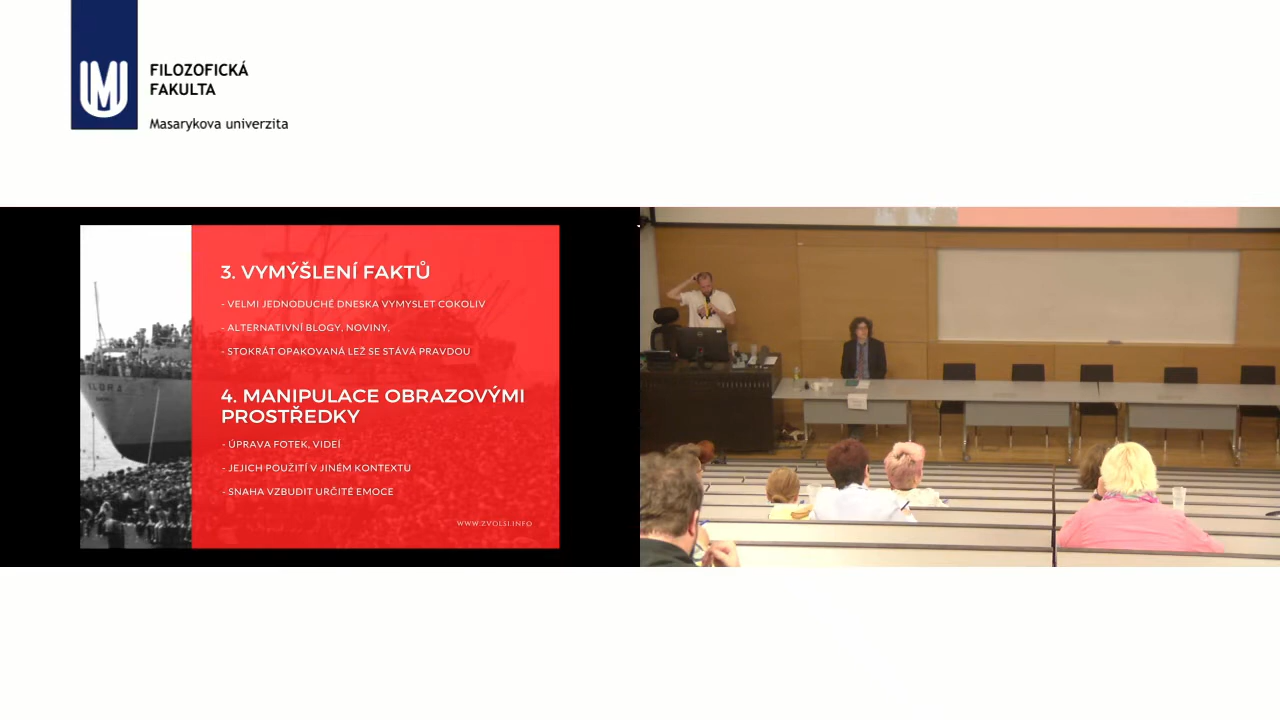 FILOZOFICKÁ
FAKULTA
Masarykova univerzita
3. VYMÝŠLENÍ FAKTŮ
- VELMI JEDNODUCHÉ DNESKA VYMYSLET COKOLIV
- ALTERNATIVNÍ BLOGY, NOVINY,
- STOKRÁT OPAKOVANÁ LEŽ SE STÁVÁ PRAVDOU
4. MANIPULACE OBRAZOVÝMI
PROSTŘEDKY
- ÚPRAVA FOTEK, VIDEÍ
- JEJICH POUŽITÍ V JINÉM KONTEXTU
- SNAHA VZBUDIT URČITÉ EMOCE
WWW.ZVOLSI.INFO